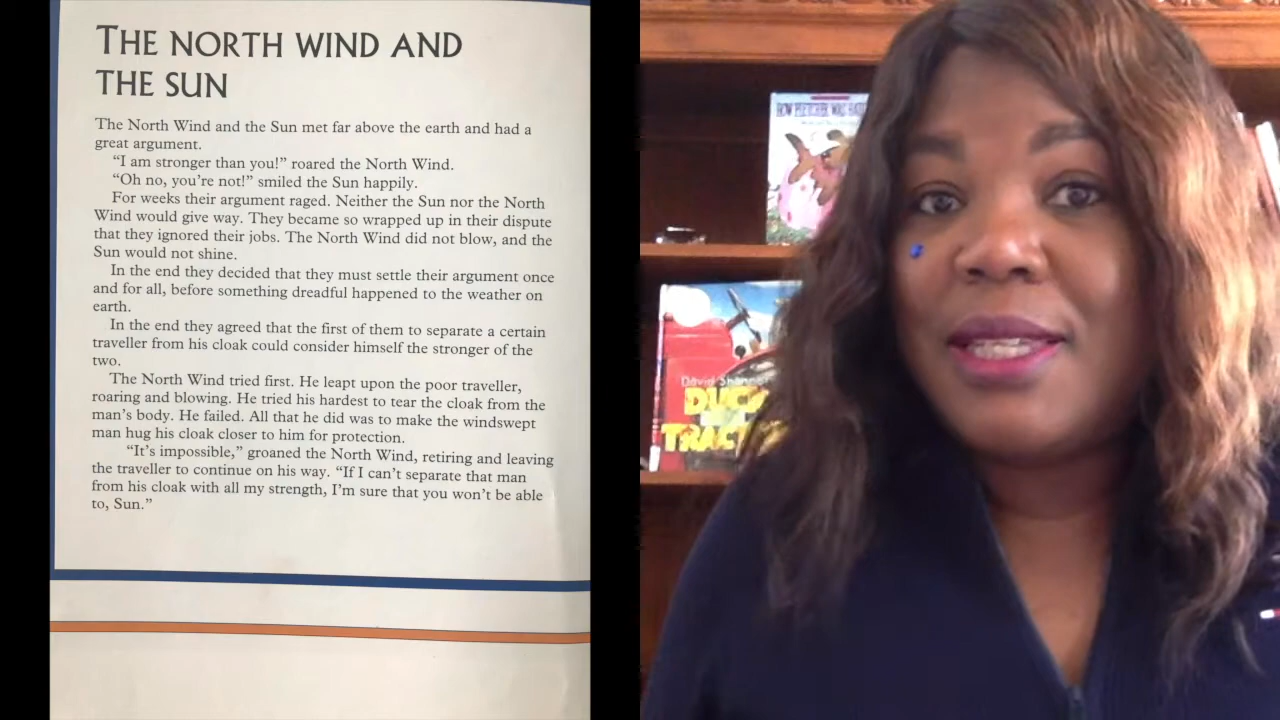 THE NORTH WIND AND
THE SUN
The North Wind and the Sun met far above the earth and had a
great argument.
“I am stronger than you!” roared the North Wind.
“Oh no, you’re not!” smiled the Sun happily.
For weeks their argument raged. Neither the Sun nor the North
Wind would give way. They became so wrapped up in their dispute
that they ignored their jobs. The North Wind did not blow, and the
Sun would not shine.
In the end they decided that they must settle their argument once
and for all, before something dreadful happened to the weather on
earth.
In the end they agreed that the first of them to separate a certain
traveller from his cloak could consider himself the stronger of the
two.
The North Wind tried first. He leapt upon the poor traveller,
roaring and blowing. He tried his hardest to tear the cloak from the
man’s body. He failed. All that he did was to make the windswept
man hug his cloak closer to him for protection.
“It’s impossible,” groaned the North Wind, retiring and leaving
the traveller to continue on his way. “If I can’t separate that man
from his cloak with all my strength, I’m sure that you won’t be able
to, Sun.”
HOW FLETCHER WAS
David Shannon
DUCK